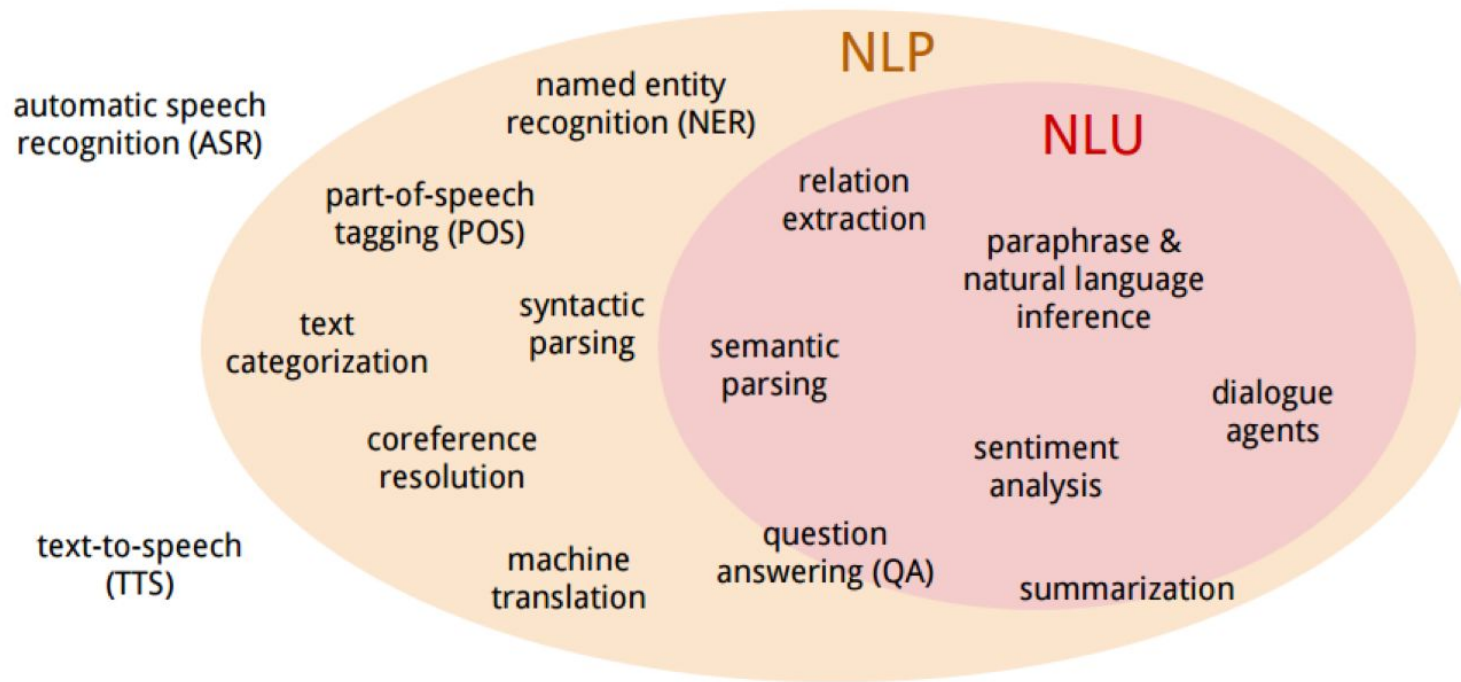 NLP
NLU
automatic speech
recognition (ASR)
named entity
recognition (NER)
part-of-speech
tagging (POS)
relation
extraction
paraphrase &
natural language
inference
text
categorization
syntactic
parsing
semantic
parsing
dialogue
agents
coreference
resolution
sentiment
analysis
text-to-speech
(TTS)
machine
translation
question
answering (QA)
summarization